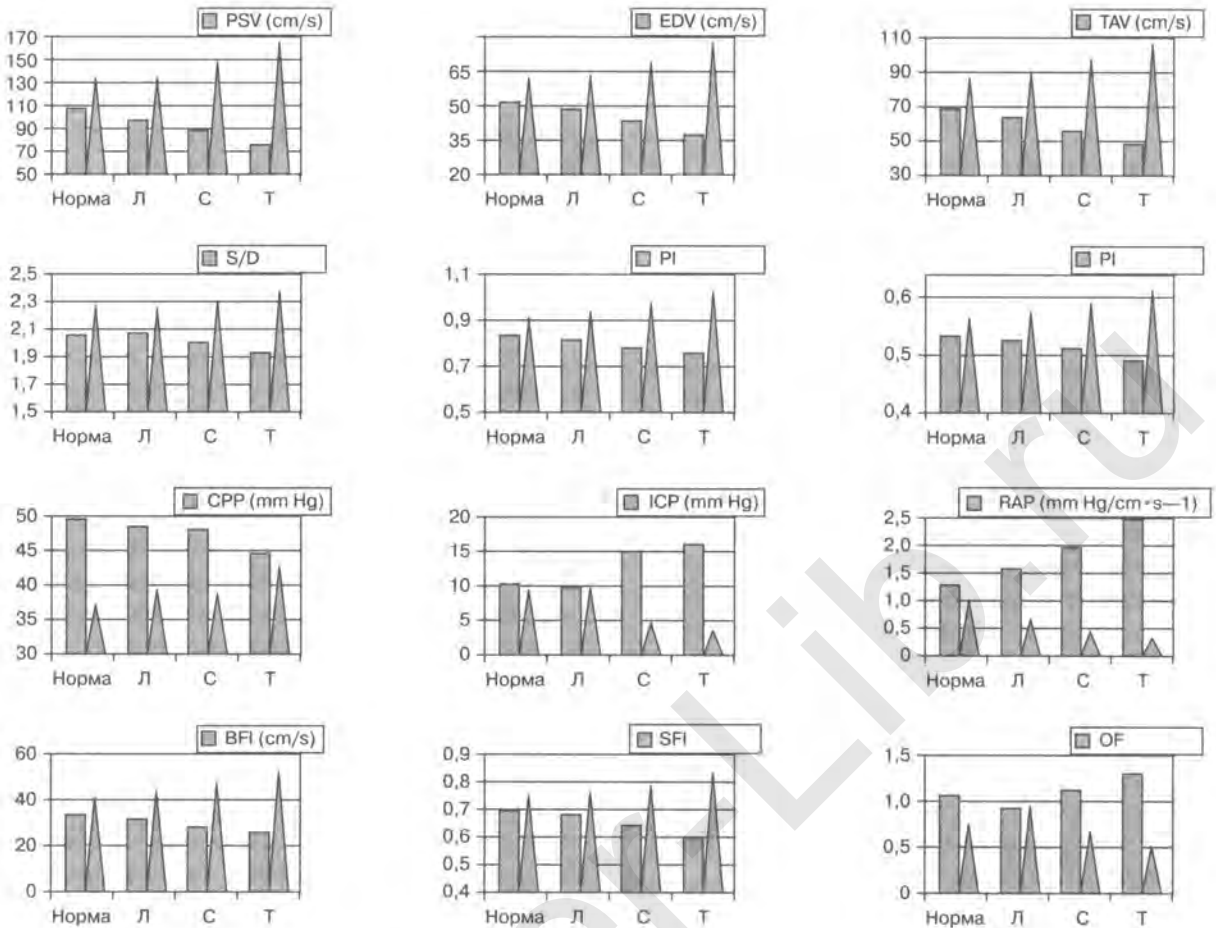 PSV (cm/s)
170
150
130
110
90
70
50
Норма Л С Т
EDV (cm/s)
65
50
35
20
Норма Л С Т
TAV (cm/s)
110
90
70
50
30
Норма Л С Т
S/D
2,5
2,3
2,1
1,9
1,7
1,5
Норма Л С Т
PI
1,1
0,9
0,7
0,5
Норма Л С Т
PI
0,6
0,5
0,4
Норма Л С Т
CPP (mm Hg)
50
45
40
35
30
Норма Л С Т
ICP (mm Hg)
20
15
10
5
0
Норма Л С Т
RAP (mm Hg/cm•s—1)
2,5
2,0
1,5
1,0
0,5
0
Норма Л С Т
BFI (cm/s)
60
40
20
0
Норма Л С Т
SFI
0,9
0,8
0,7
0,6
0,5
0,4
Норма Л С Т
OF
1,5
1,0
0,5
0
Норма Л С Т